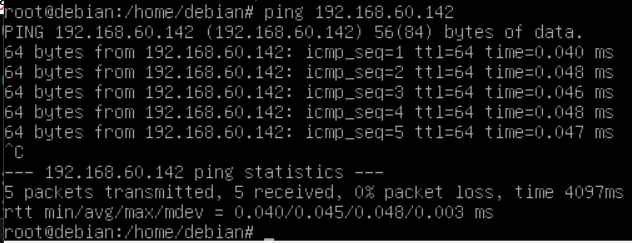 root@debian:/home/debian# ping 192.168.60.142
PING 192.168.60.142 (192.168.60.142) 56(84) bytes of data.
64 bytes from 192.168.60.142: icmp_seq=1 ttl=64 time=0.040 ms
64 bytes from 192.168.60.142: icmp_seq=2 ttl=64 time=0.048 ms
64 bytes from 192.168.60.142: icmp_seq=3 ttl=64 time=0.046 ms
64 bytes from 192.168.60.142: icmp_seq=4 ttl=64 time=0.048 ms
64 bytes from 192.168.60.142: icmp_seq=5 ttl=64 time=0.047 ms
^C
--- 192.168.60.142 ping statistics ---
5 packets transmitted, 5 received, 0% packet loss, time 4097ms
rtt min/avg/max/mdev = 0.040/0.045/0.048/0.003 ms
root@debian:/home/debian# _